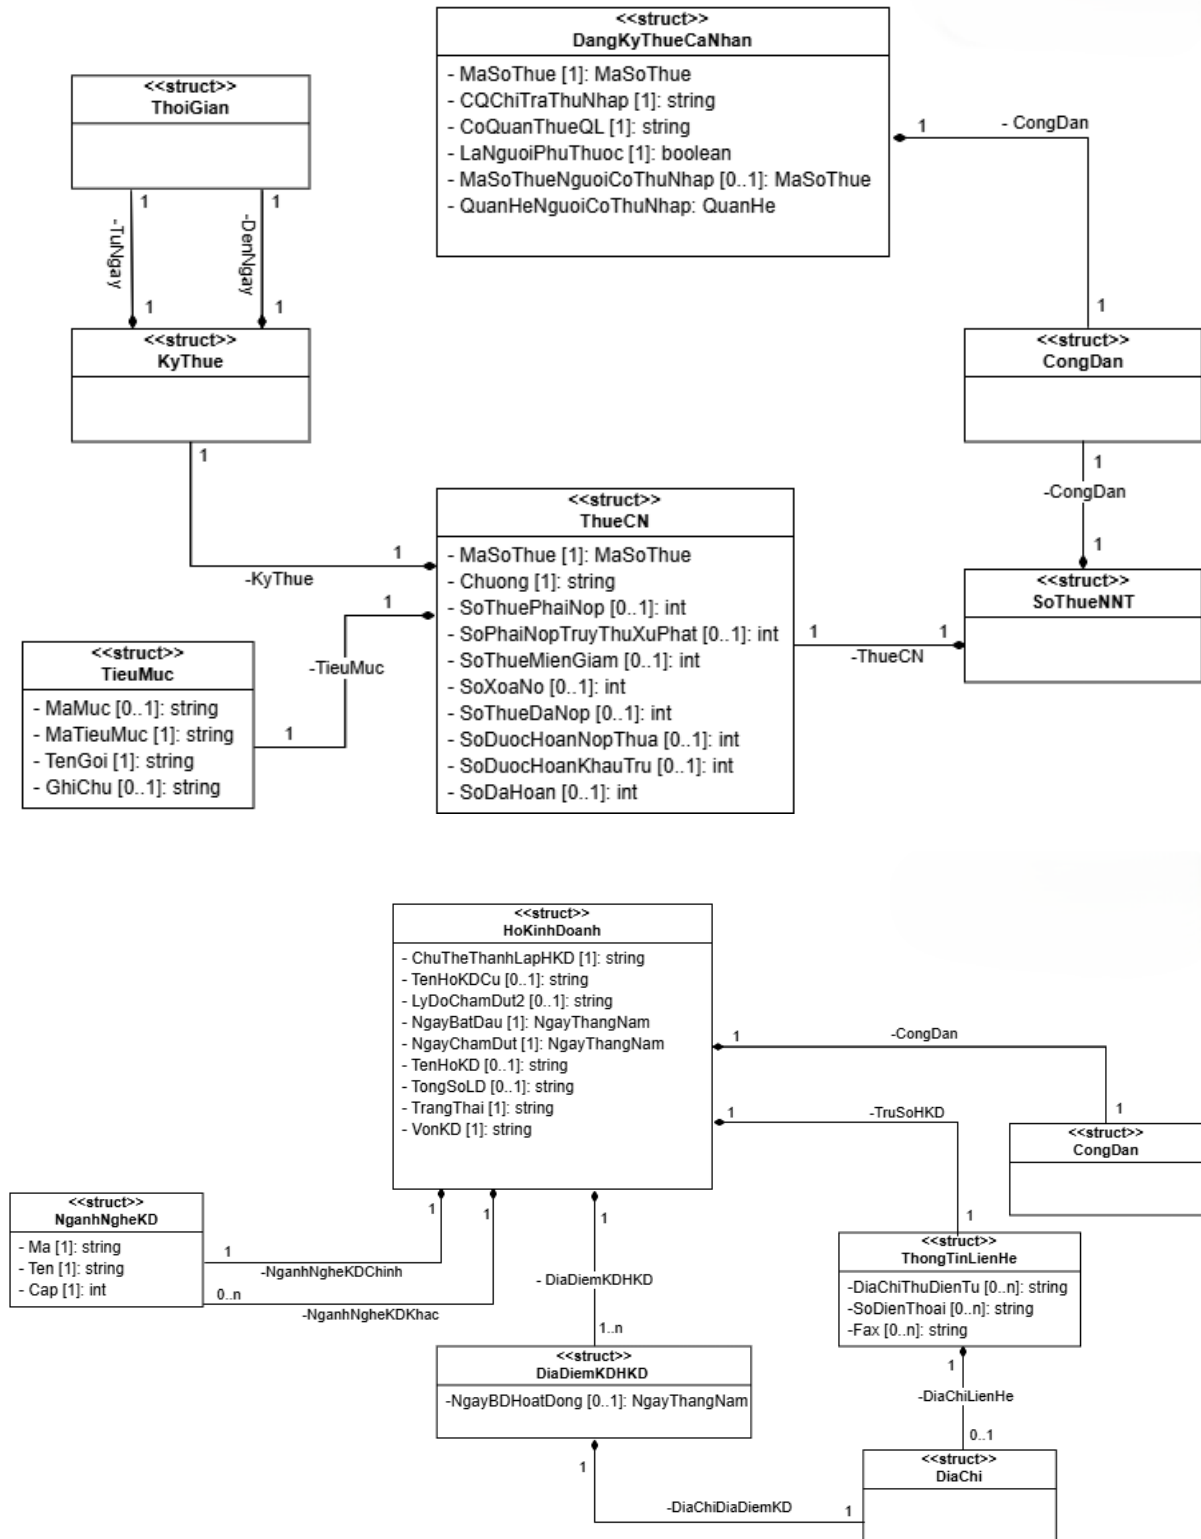 <<struct>>
DangKyThueCaNhan
- MaSoThue [1]: MaSoThue
- CQChiTraThuNhap [1]: string
- CoQuanThueQL [1]: string
- LaNguoiPhuThuoc [1]: boolean
- MaSoThueNguoiCoThuNhap [0..1]: MaSoThue
- QuanHeNguoiCoThuNhap: QuanHe
<<struct>>
ThoiGian
1
1
-TuNgay
-DenNgay
1
1
<<struct>>
KyThue
1
1
- CongDan
1
<<struct>>
CongDan
1
-CongDan
1
<<struct>>
SoThueNNT
1
1
-ThueCN
<<struct>>
ThueCN
- MaSoThue [1]: MaSoThue
- Chuong [1]: string
- SoThuePhaiNop [0..1]: int
- SoPhaiNopTruyThuXuPhat [0..1]: int
- SoThueMienGiam [0..1]: int
- SoXoaNo [0..1]: int
- SoThueDaNop [0..1]: int
- SoDuocHoanNopThua [0..1]: int
- SoDuocHoanKhauTru [0..1]: int
- SoDaHoan [0..1]: int
1
-KyThue
1
-TieuMuc
1
<<struct>>
TieuMuc
- MaMuc [0..1]: string
- MaTieuMuc [1]: string
- TenGoi [1]: string
- GhiChu [0..1]: string
<<struct>>
HoKinhDoanh
- ChuTheThanhLapHKD [1]: string
- TenHoKDCu [0..1]: string
- LyDoChamDut2 [0..1]: string
- NgayBatDau [1]: NgayThangNam
- NgayChamDut [1]: NgayThangNam
- TenHoKD [0..1]: string
- TongSoLD [0..1]: string
- TrangThai [1]: string
- VonKD [1]: string
1
-CongDan
1
<<struct>>
CongDan
1
-TruSoHKD
1
<<struct>>
ThongTinLienHe
-DiaChiThuDienTu [0..n]: string
-SoDienThoai [0..n]: string
-Fax [0..n]: string
1
-DiaChiLienHe
0..1
<<struct>>
DiaChi
<<struct>>
NganhNgheKD
- Ma [1]: string
- Ten [1]: string
- Cap [1]: int
1
1
1
1
-NganhNgheKDChinh
0..n
-NganhNgheKDKhac
- DiaDiemKDHKD
1..n
<<struct>>
DiaDiemKDHKD
-NgayBDHoatDong [0..1]: NgayThangNam
1
-DiaChiDiaDiemKD
1